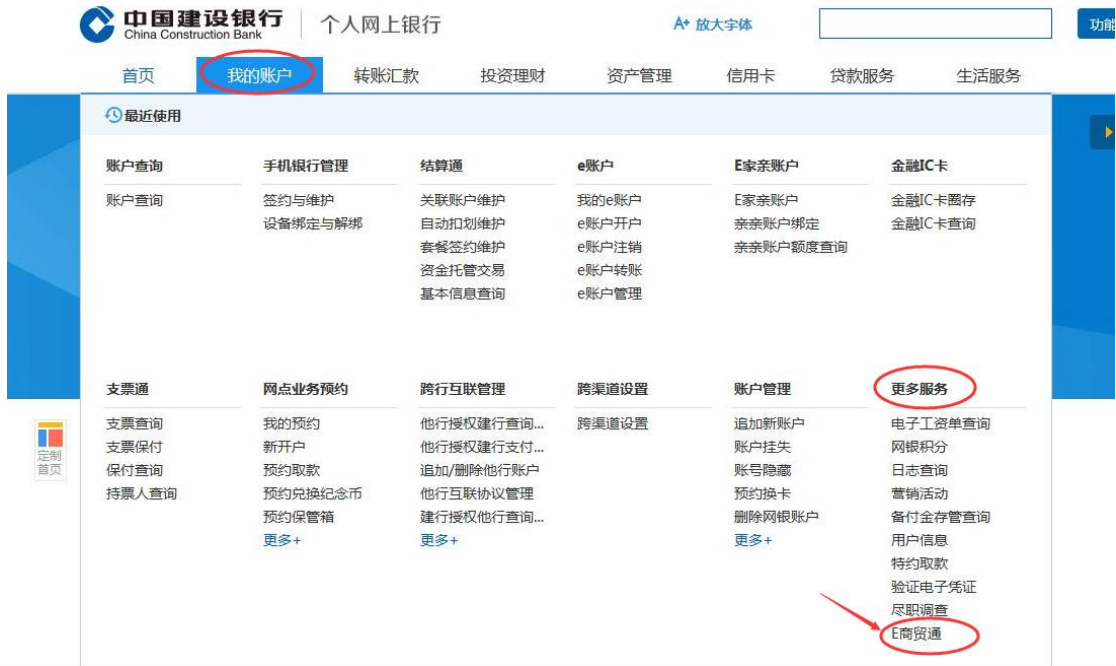 中国建设银行
China Construction Bank
个人网上银行
A+ 放大字体
功能
首页 我的账户 转账汇款 投资理财 资产管理 信用卡 贷款服务 生活服务
最近使用
账户查询
账户查询
手机银行管理
签约与维护
设备绑定与解绑
结算通
关联账户维护
自动扣划维护
套餐签约维护
资金托管交易
基本信息查询
e账户
我的e账户
e账户开户
e账户注销
e账户转账
e账户管理
E家亲账户
E家亲账户
亲亲账户绑定
亲亲账户额度查询
金融IC卡
金融IC卡圈存
金融IC卡查询
支票通
支票查询
支票保付
保付查询
持票人查询
网点业务预约
我的预约
新开户
预约取款
预约兑换纪念币
预约保管箱
更多+
跨行互联管理
他行授权建行查询...
他行授权建行支付...
追加/删除他行账户
他行互联协议管理
建行授权他行查询...
更多+
跨渠道设置
跨渠道设置
账户管理
追加新账户
账户挂失
账号隐藏
预约换卡
删除网银账户
更多+
更多服务
电子工资单查询
网银积分
日志查询
营销活动
备付金存管查询
用户信息
特约取款
验证电子凭证
尽职调查
E商贸通
定制
首页